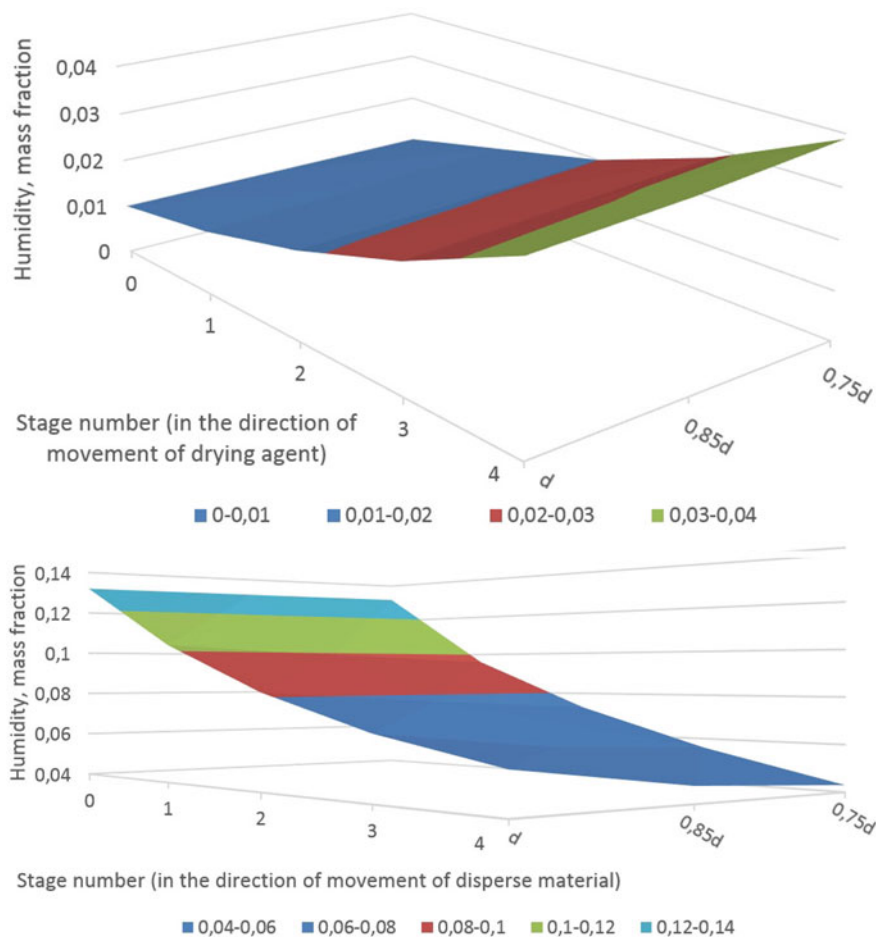 Humidity, mass fraction
0,04
0,03
0,02
0,01
0
0
1
2
3
4
d
0,85d
0,75d
Stage number (in the direction of
movement of drying agent)
0-0,01 0,01-0,02 0,02-0,03 0,03-0,04
Humidity, mass fraction
0,14
0,12
0,1
0,08
0,06
0,04
0
1
2
3
4
d
0,85d
0,75d
Stage number (in the direction of movement of disperse material)
0,04-0,06 0,06-0,08 0,08-0,1 0,1-0,12 0,12-0,14